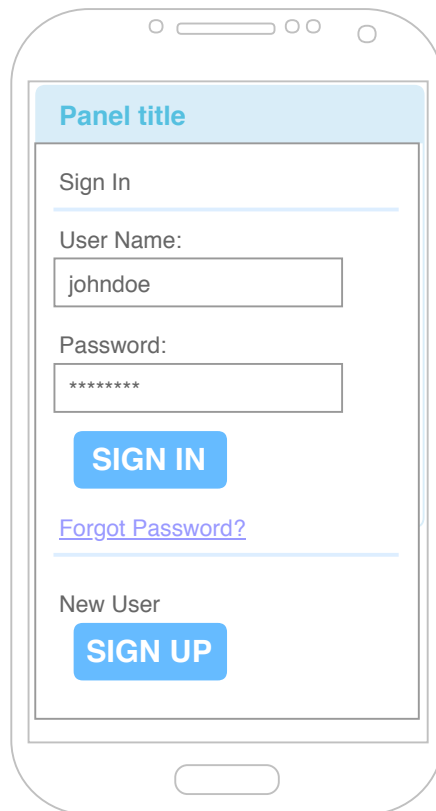 Panel title
Sign In
User Name:
johndoe
Password:
********
SIGN IN
Forgot Password?
New User
SIGN UP